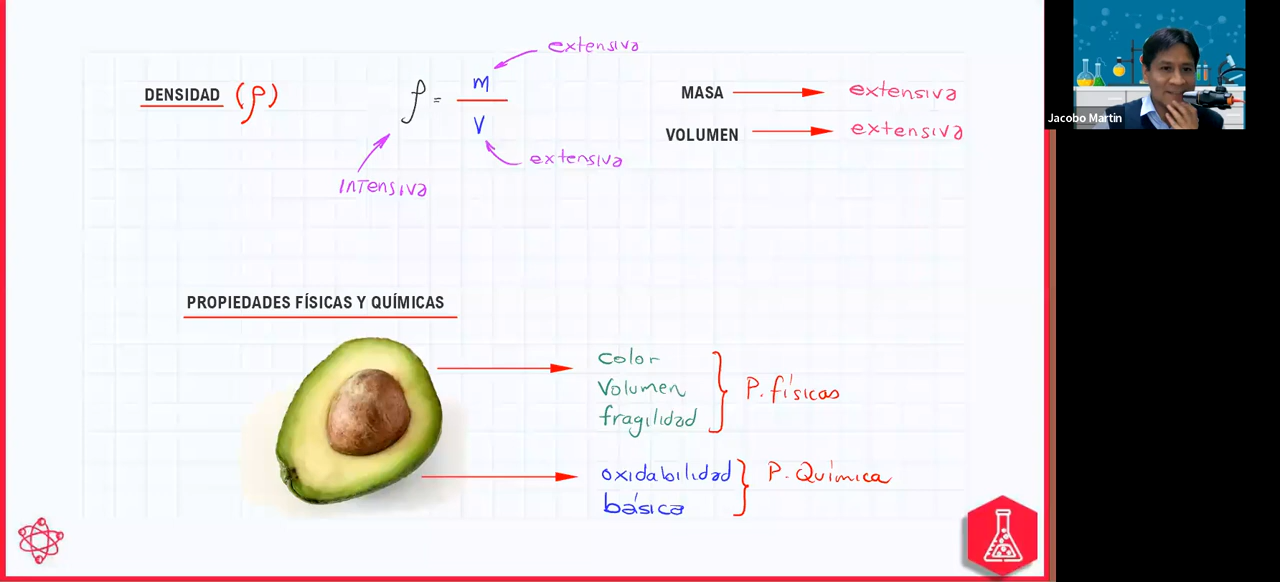 extensiva
DENSIDAD (ρ)
ρ = m / V
MASA → extensiva
VOLUMEN → extensiva
extensiva
INTensiva
Jacobo Martin
PROPIEDADES FÍSICAS Y QUÍMICAS
color
Volumen
fragilidad
P. físicas
oxidabilidad
básica
P. Química